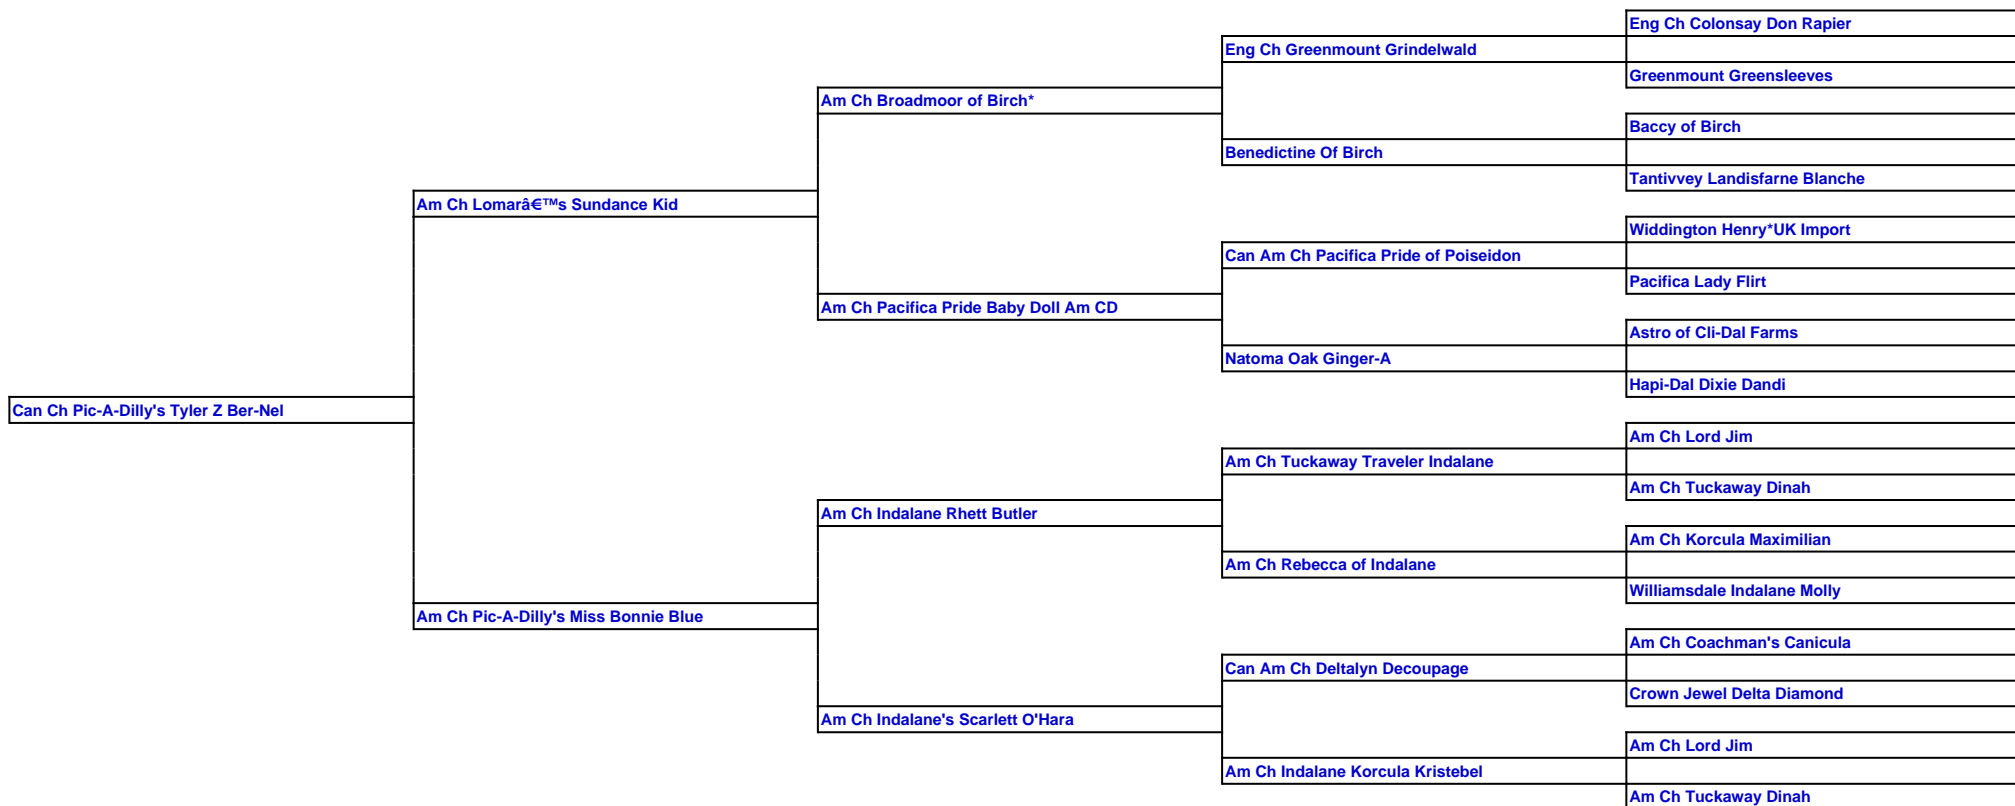 Eng Ch Colonsay Don Rapier
Eng Ch Greenmount Grindelwald
Greenmount Greensleeves
Am Ch Broadmoor of Birch*
Baccy of Birch
Benedictine Of Birch
Tantivvey Landisfarne Blanche
Am Ch Lomarâ€™s Sundance Kid
Widdington Henry*UK Import
Can Am Ch Pacifica Pride of Poiseidon
Pacifica Lady Flirt
Am Ch Pacifica Pride Baby Doll Am CD
Astro of Cli-Dal Farms
Natoma Oak Ginger-A
Hapi-Dal Dixie Dandi
Can Ch Pic-A-Dilly's Tyler Z Ber-Nel
Am Ch Lord Jim
Am Ch Tuckaway Traveler Indalane
Am Ch Tuckaway Dinah
Am Ch Indalane Rhett Butler
Am Ch Korcula Maximilian
Am Ch Rebecca of Indalane
Williamsdale Indalane Molly
Am Ch Pic-A-Dilly's Miss Bonnie Blue
Am Ch Coachman's Canicula
Can Am Ch Deltalyn Decoupage
Crown Jewel Delta Diamond
Am Ch Indalane's Scarlett O'Hara
Am Ch Lord Jim
Am Ch Indalane Korcula Kristebel
Am Ch Tuckaway Dinah